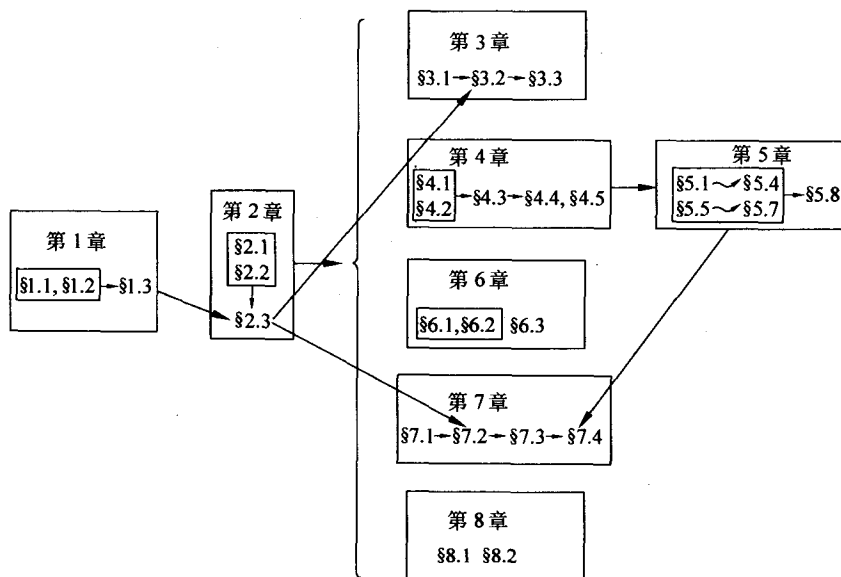 第 1 章
§1.1, §1.2 → §1.3
第 2 章
§2.1
§2.2
§2.3
第 3 章
§3.1 → §3.2 → §3.3
第 4 章
§4.1
§4.2
→ §4.3 → §4.4, §4.5
第 5 章
§5.1 ~ §5.4
§5.5 ~ §5.7
→ §5.8
第 6 章
§6.1, §6.2 §6.3
第 7 章
§7.1 → §7.2 → §7.3 → §7.4
第 8 章
§8.1 §8.2